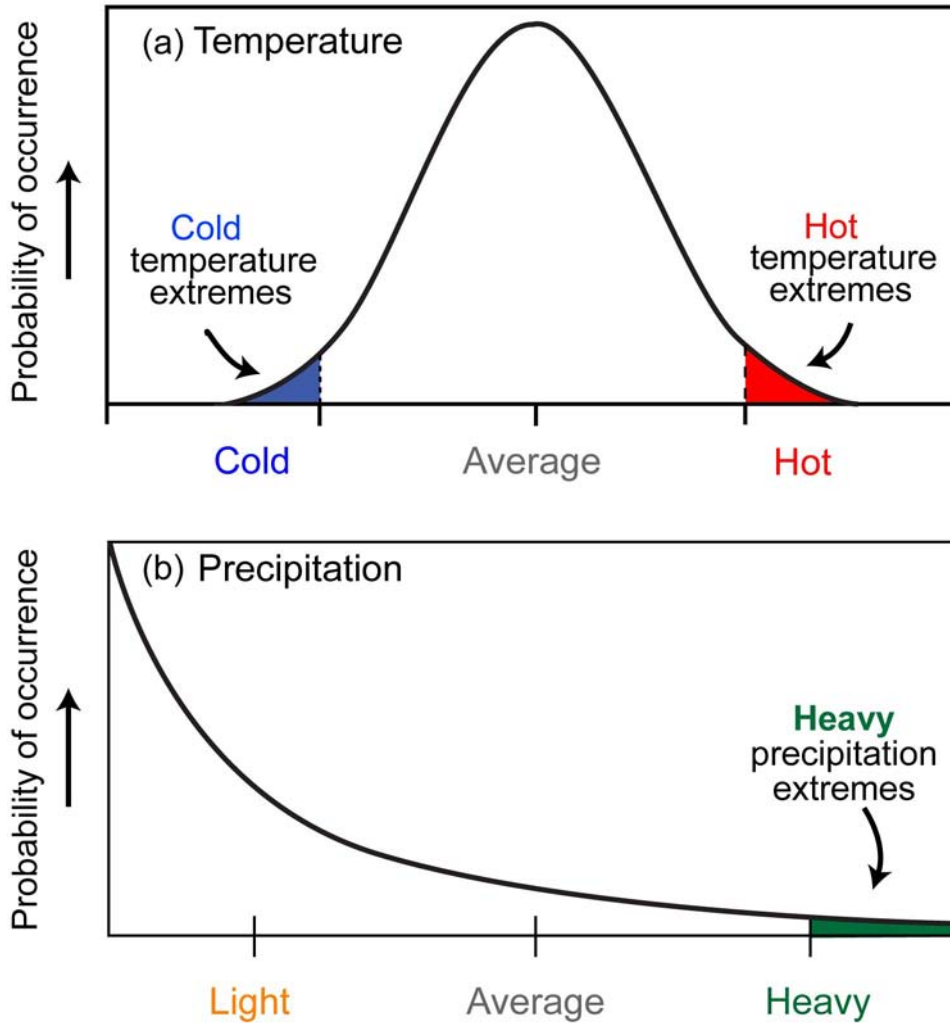 (a) Temperature
Probability of occurrence
Cold
temperature
extremes
Hot
temperature
extremes
Cold
Average
Hot
(b) Precipitation
Probability of occurrence
Heavy
precipitation
extremes
Light
Average
Heavy